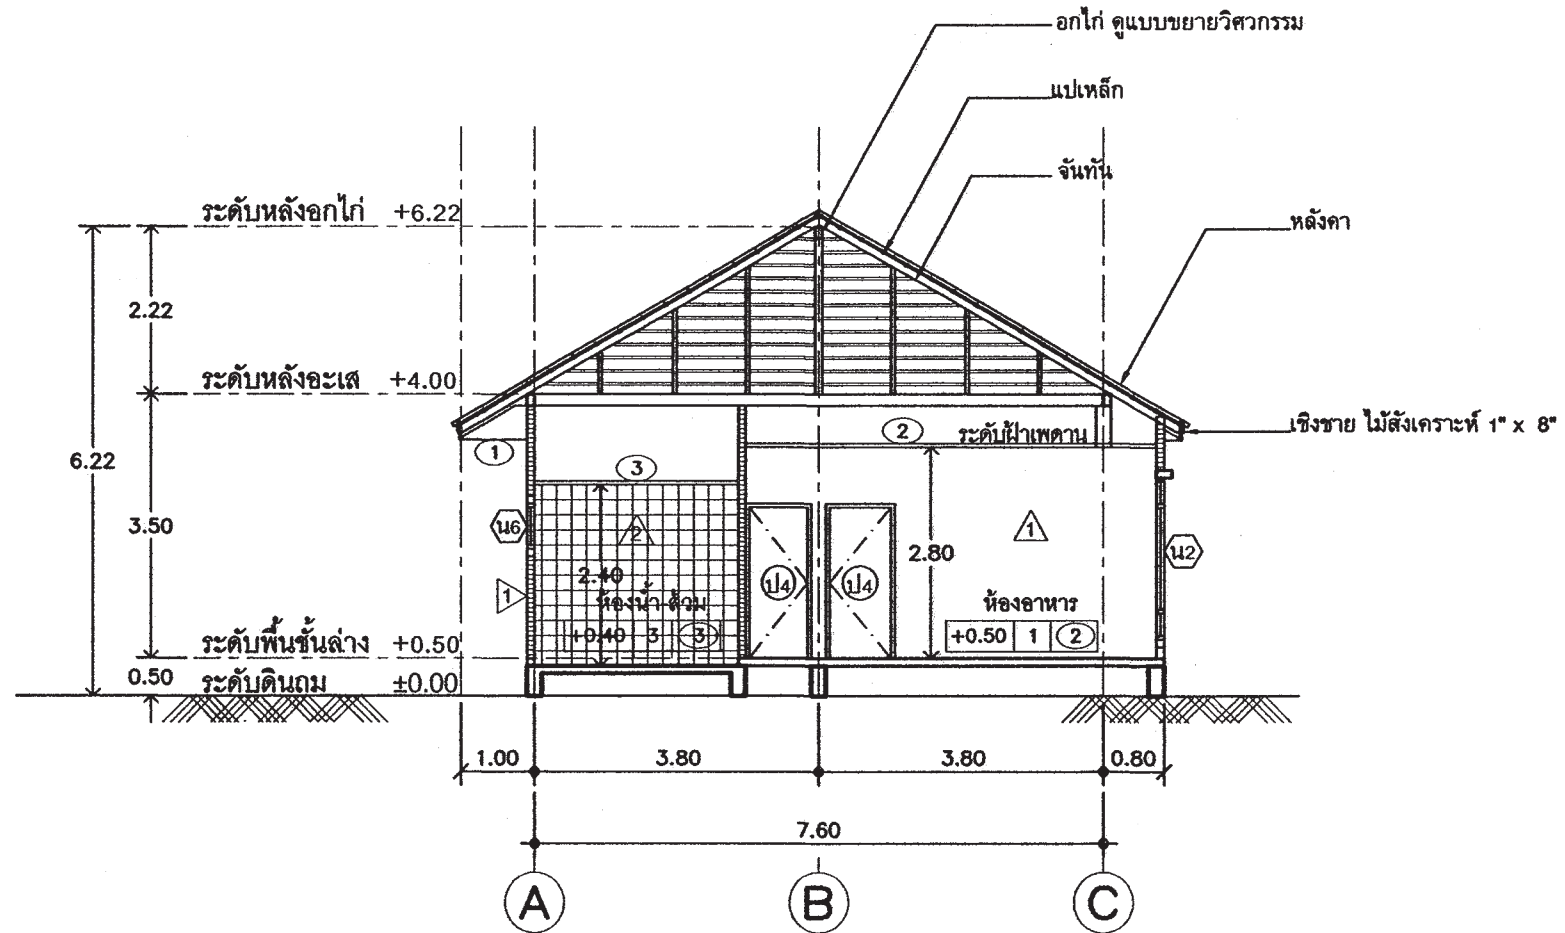 อกไก่ ดูแบบขยายวิศวกรรม
แปเหล็ก
จันทัน
หลังคา
เชิงชาย ไม้สังเคราะห์ 1" x 8"
ระดับหลังอกไก่ +6.22
2.22
ระดับหลังอะเส +4.00
6.22
3.50
ระดับพื้นชั้นล่าง +0.50
0.50 ระดับดินถม ±0.00
1
3
2 ระดับฝ้าเพดาน
น6
2
1
2.40
ห้องน้ำ-ส้วม
+0.40 3 3
ป4
ป4
2.80
1
น2
ห้องอาหาร
+0.50 1 2
1.00 3.80 3.80 0.80
7.60
A B C